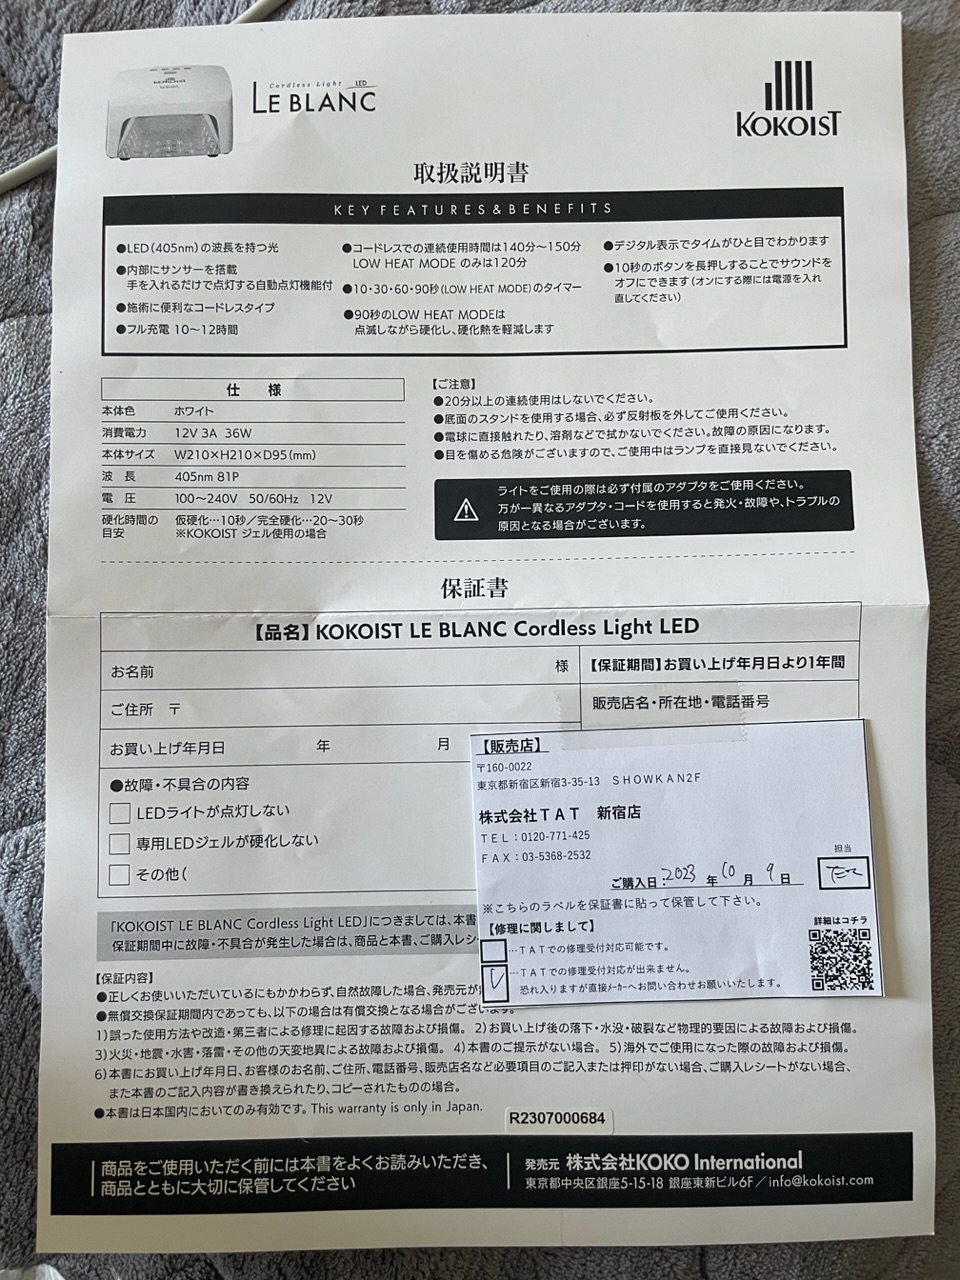 Cordless Light LED
LE BLANC
KOKOIST
取扱説明書
KEY FEATURES & BENEFITS
●LED(405nm)の波長を持つ光
●内部にサンサーを搭載
手を入れるだけで点灯する自動点灯機能付
●施術に便利なコードレスタイプ
●フル充電 10〜12時間
●コードレスでの連続使用時間は140分〜150分
LOW HEAT MODE のみは120分
●10・30・60・90秒(LOW HEAT MODE)のタイマー
●90秒のLOW HEAT MODEは
点滅しながら硬化し、硬化熱を軽減します
●デジタル表示でタイムがひと目でわかります
●10秒のボタンを長押しすることでサウンドを
オフにできます(オンにする際には電源を入れ
直してください)
仕 様
本体色 ホワイト
消費電力 12V 3A 36W
本体サイズ W210×H210×D95(mm)
波 長 405nm 81P
電 圧 100〜240V 50/60Hz 12V
硬化時間の 仮硬化…10秒/完全硬化…20〜30秒
目安 ※KOKOIST ジェル使用の場合
【ご注意】
●20分以上の連続使用はしないでください。
●底面のスタンドを使用する場合、必ず反射板を外してご使用ください。
●電球に直接触れたり、溶剤などで拭かないでください。故障の原因になります。
●目を傷める危険がございますので、ご使用中はランプを直接見ないでください。
ライトをご使用の際は必ず付属のアダプタをご使用ください。
万が一異なるアダプタ・コードを使用すると発火・故障や、トラブルの
原因となる場合がございます。
保証書
【品名】KOKOIST LE BLANC Cordless Light LED
お名前 様
【保証期間】お買い上げ年月日より1年間
ご住所 〒
販売店名・所在地・電話番号
お買い上げ年月日 年 月
●故障・不具合の内容
LEDライトが点灯しない
専用LEDジェルが硬化しない
その他(
【販売店】
〒160-0022
東京都新宿区新宿3-35-13 SHOWKAN2F
株式会社TAT 新宿店
TEL:0120-771-425
FAX:03-5368-2532
担当
ご購入日:2023 年 10 月 9 日
※こちらのラベルを保証書に貼って保管して下さい。
【修理に関しまして】
詳細はコチラ
…TATでの修理受付対応可能です。
…TATでの修理受付対応が出来ません。
恐れ入りますが直接メーカーへお問い合わせお願いいたします。
「KOKOIST LE BLANC Cordless Light LED」につきましては、本書
保証期間中に故障・不具合が発生した場合は、商品と本書、ご購入レシ
【保証内容】
●正しくお使いいただいているにもかかわらず、自然故障した場合、発売元が
●無償交換保証期間内であっても、以下の場合は有償交換となる場合がございます。
1)誤った使用方法や改造・第三者による修理に起因する故障および損傷。 2)お買い上げ後の落下・水没・破裂など物理的要因による故障および損傷。
3)火災・地震・水害・落雷・その他の天変地異による故障および損傷。 4)本書のご提示がない場合。 5)海外でご使用になった際の故障および損傷。
6)本書にお買い上げ年月日、お客様のお名前、ご住所、電話番号、販売店名など必要項目のご記入または押印がない場合、ご購入レシートがない場合、
また本書のご記入内容が書き換えられたり、コピーされたものの場合。
●本書は日本国内においてのみ有効です。This warranty is only in Japan.
R2307000684
商品をご使用いただく前には本書をよくお読みいただき、
商品とともに大切に保管してください
発売元 株式会社KOKO International
東京都中央区銀座5-15-18 銀座東新ビル6F/info@kokoist.com